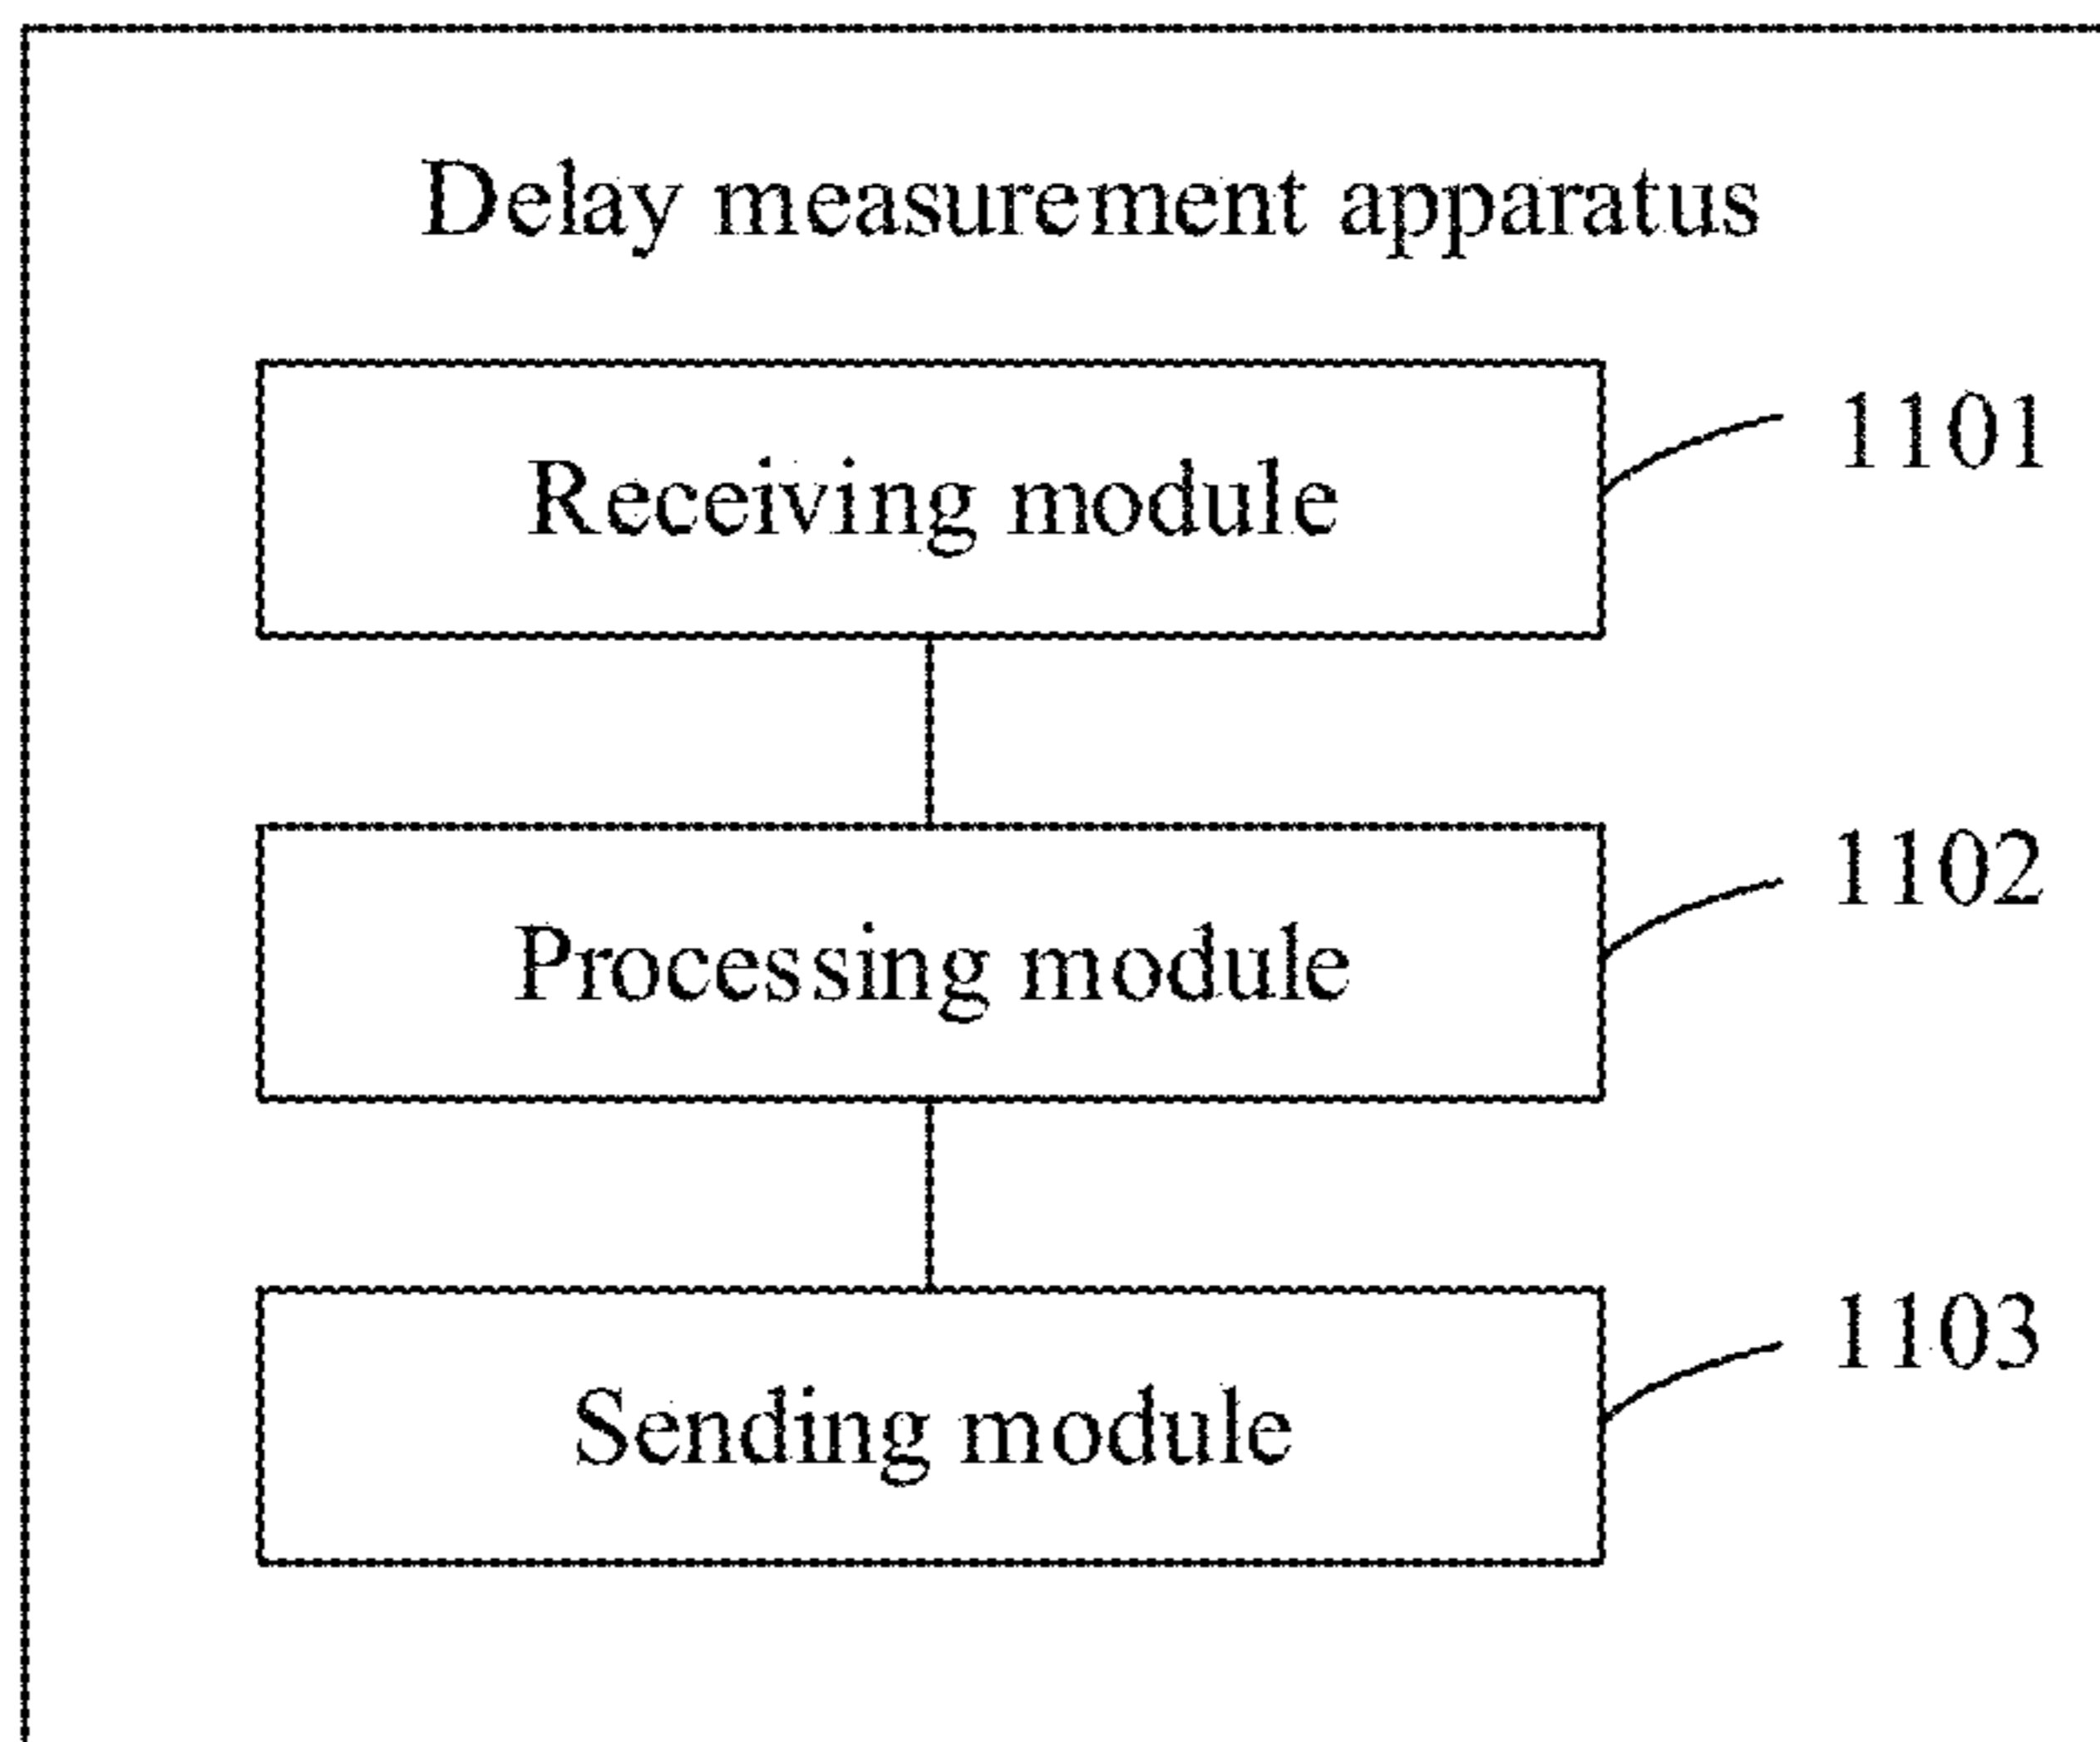 Delay measurement apparatus
Receiving module
1101
Processing module
1102
Sending module
1103